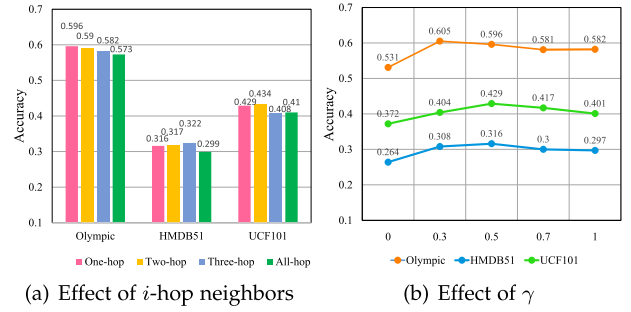 0.7
0.6
0.5
0.4
0.3
0.2
0.1
Accuracy
0.596
0.59
0.582
0.573
0.316
0.317
0.322
0.299
0.429
0.434
0.408
0.41
Olympic HMDB51 UCF101
One-hop Two-hop Three-hop All-hop
(a) Effect of i-hop neighbors
0.7
0.6
0.5
0.4
0.3
0.2
0.1
Accuracy
0.531 0.605 0.596 0.581 0.582
0.372 0.404 0.429 0.417 0.401
0.264 0.308 0.316 0.3 0.297
0 0.3 0.5 0.7 1
Olympic HMDB51 UCF101
(b) Effect of γ